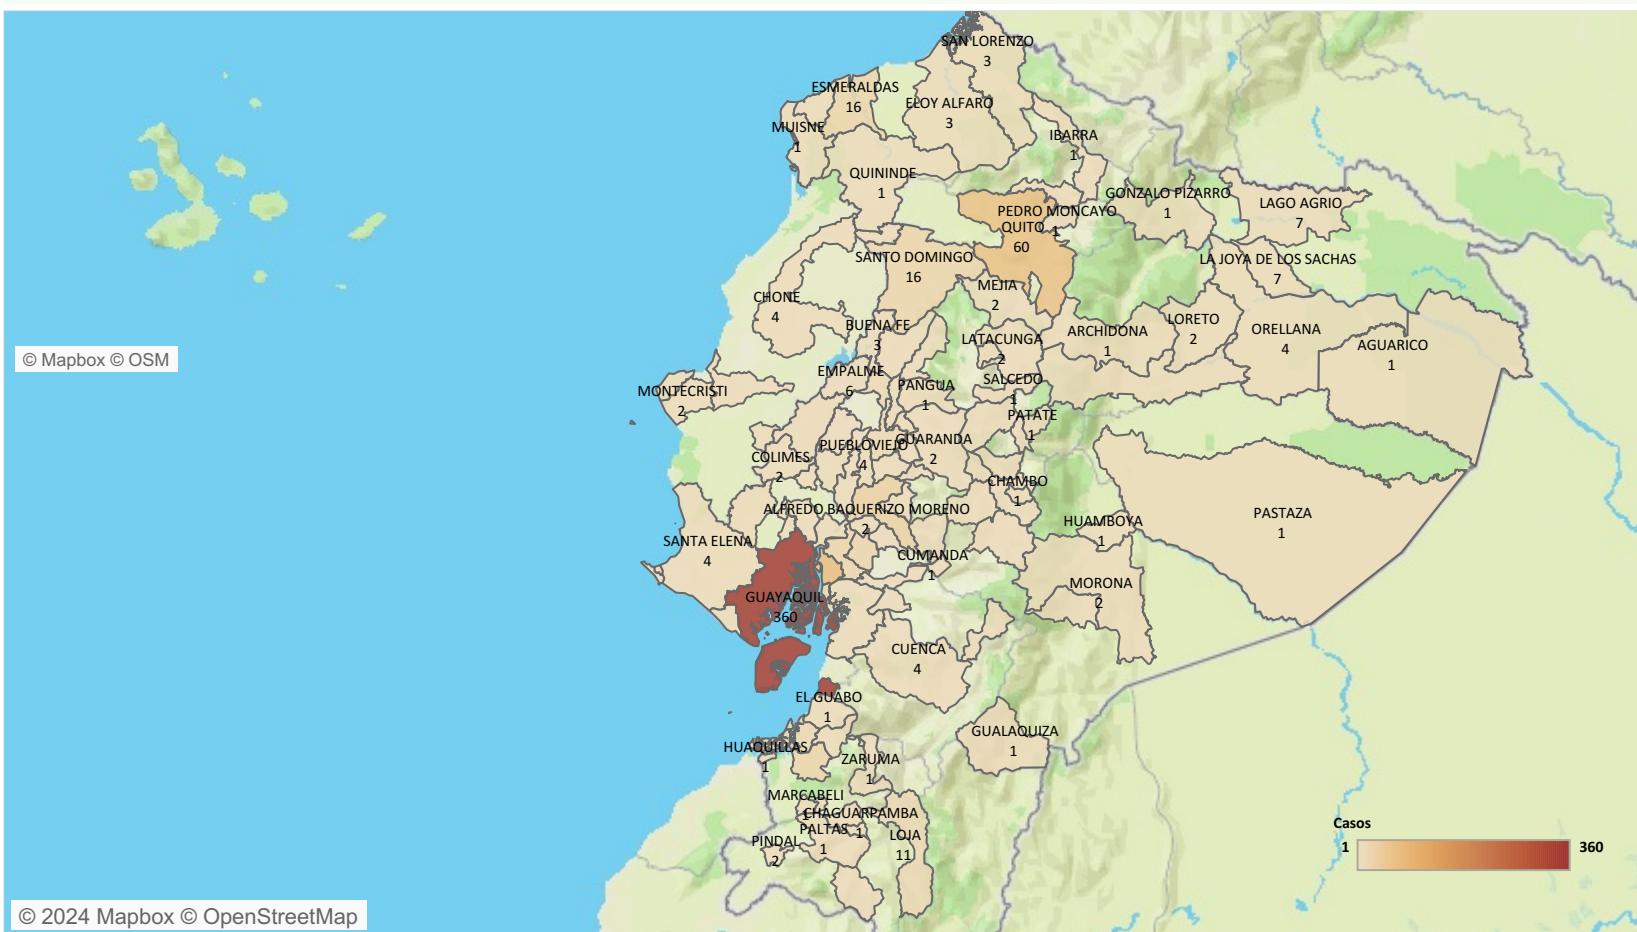 SAN LORENZO
3
ESMERALDAS
16
ELOY ALFARO
3
MUISNE
1
IBARRA
1
QUININDE
1
GONZALO PIZARRO
1
LAGO AGRIO
7
PEDRO MONCAYO
1
QUITO
60
SANTO DOMINGO
16
LA JOYA DE LOS SACHAS
7
MEJIA
2
CHONE
4
BUENA FE
3
LATACUNGA
2
ARCHIDONA
1
LORETO
2
ORELLANA
4
AGUARICO
1
© Mapbox © OSM
EMPALME
6
PANGUA
1
SALCEDO
1
MONTECRISTI
2
PATATE
1
PUEBLOVIEJO
4
GUARANDA
2
COLIMES
2
CHAMBO
1
ALFREDO BAQUERIZO MORENO
2
HUAMBOYA
1
PASTAZA
1
SANTA ELENA
4
CUMANDA
1
MORONA
2
GUAYAQUIL
360
CUENCA
4
EL GUABO
1
GUALAQUIZA
1
HUAQUILLAS
1
ZARUMA
1
MARCABELI
1
CHAGUARPAMBA
1
PALTAS
1
LOJA
11
PINDAL
2
Casos
1 360
© 2024 Mapbox © OpenStreetMap